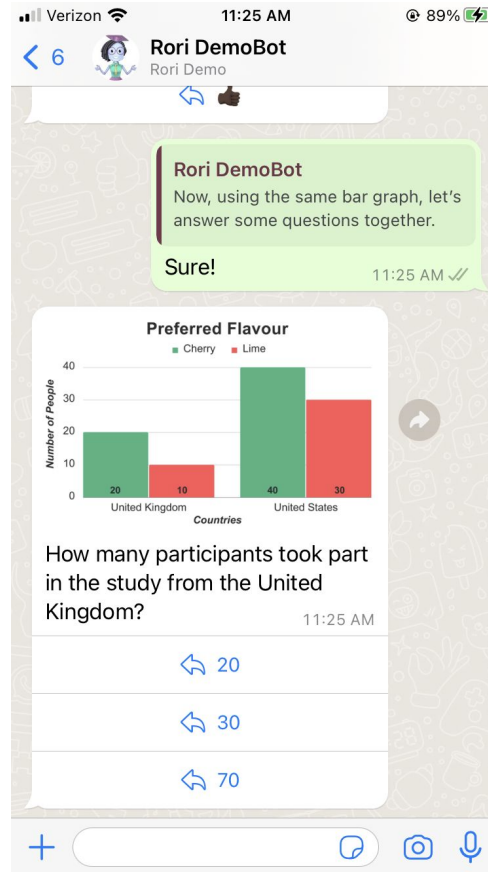 Verizon 11:25 AM 89%
6 Rori DemoBot
Rori Demo
Rori DemoBot
Now, using the same bar graph, let's
answer some questions together.
Sure!
11:25 AM
Preferred Flavour
Cherry Lime
Number of People
40
30
20
10
0
20 10 40 30
United Kingdom United States
Countries
How many participants took part
in the study from the United
Kingdom?
11:25 AM
20
30
70